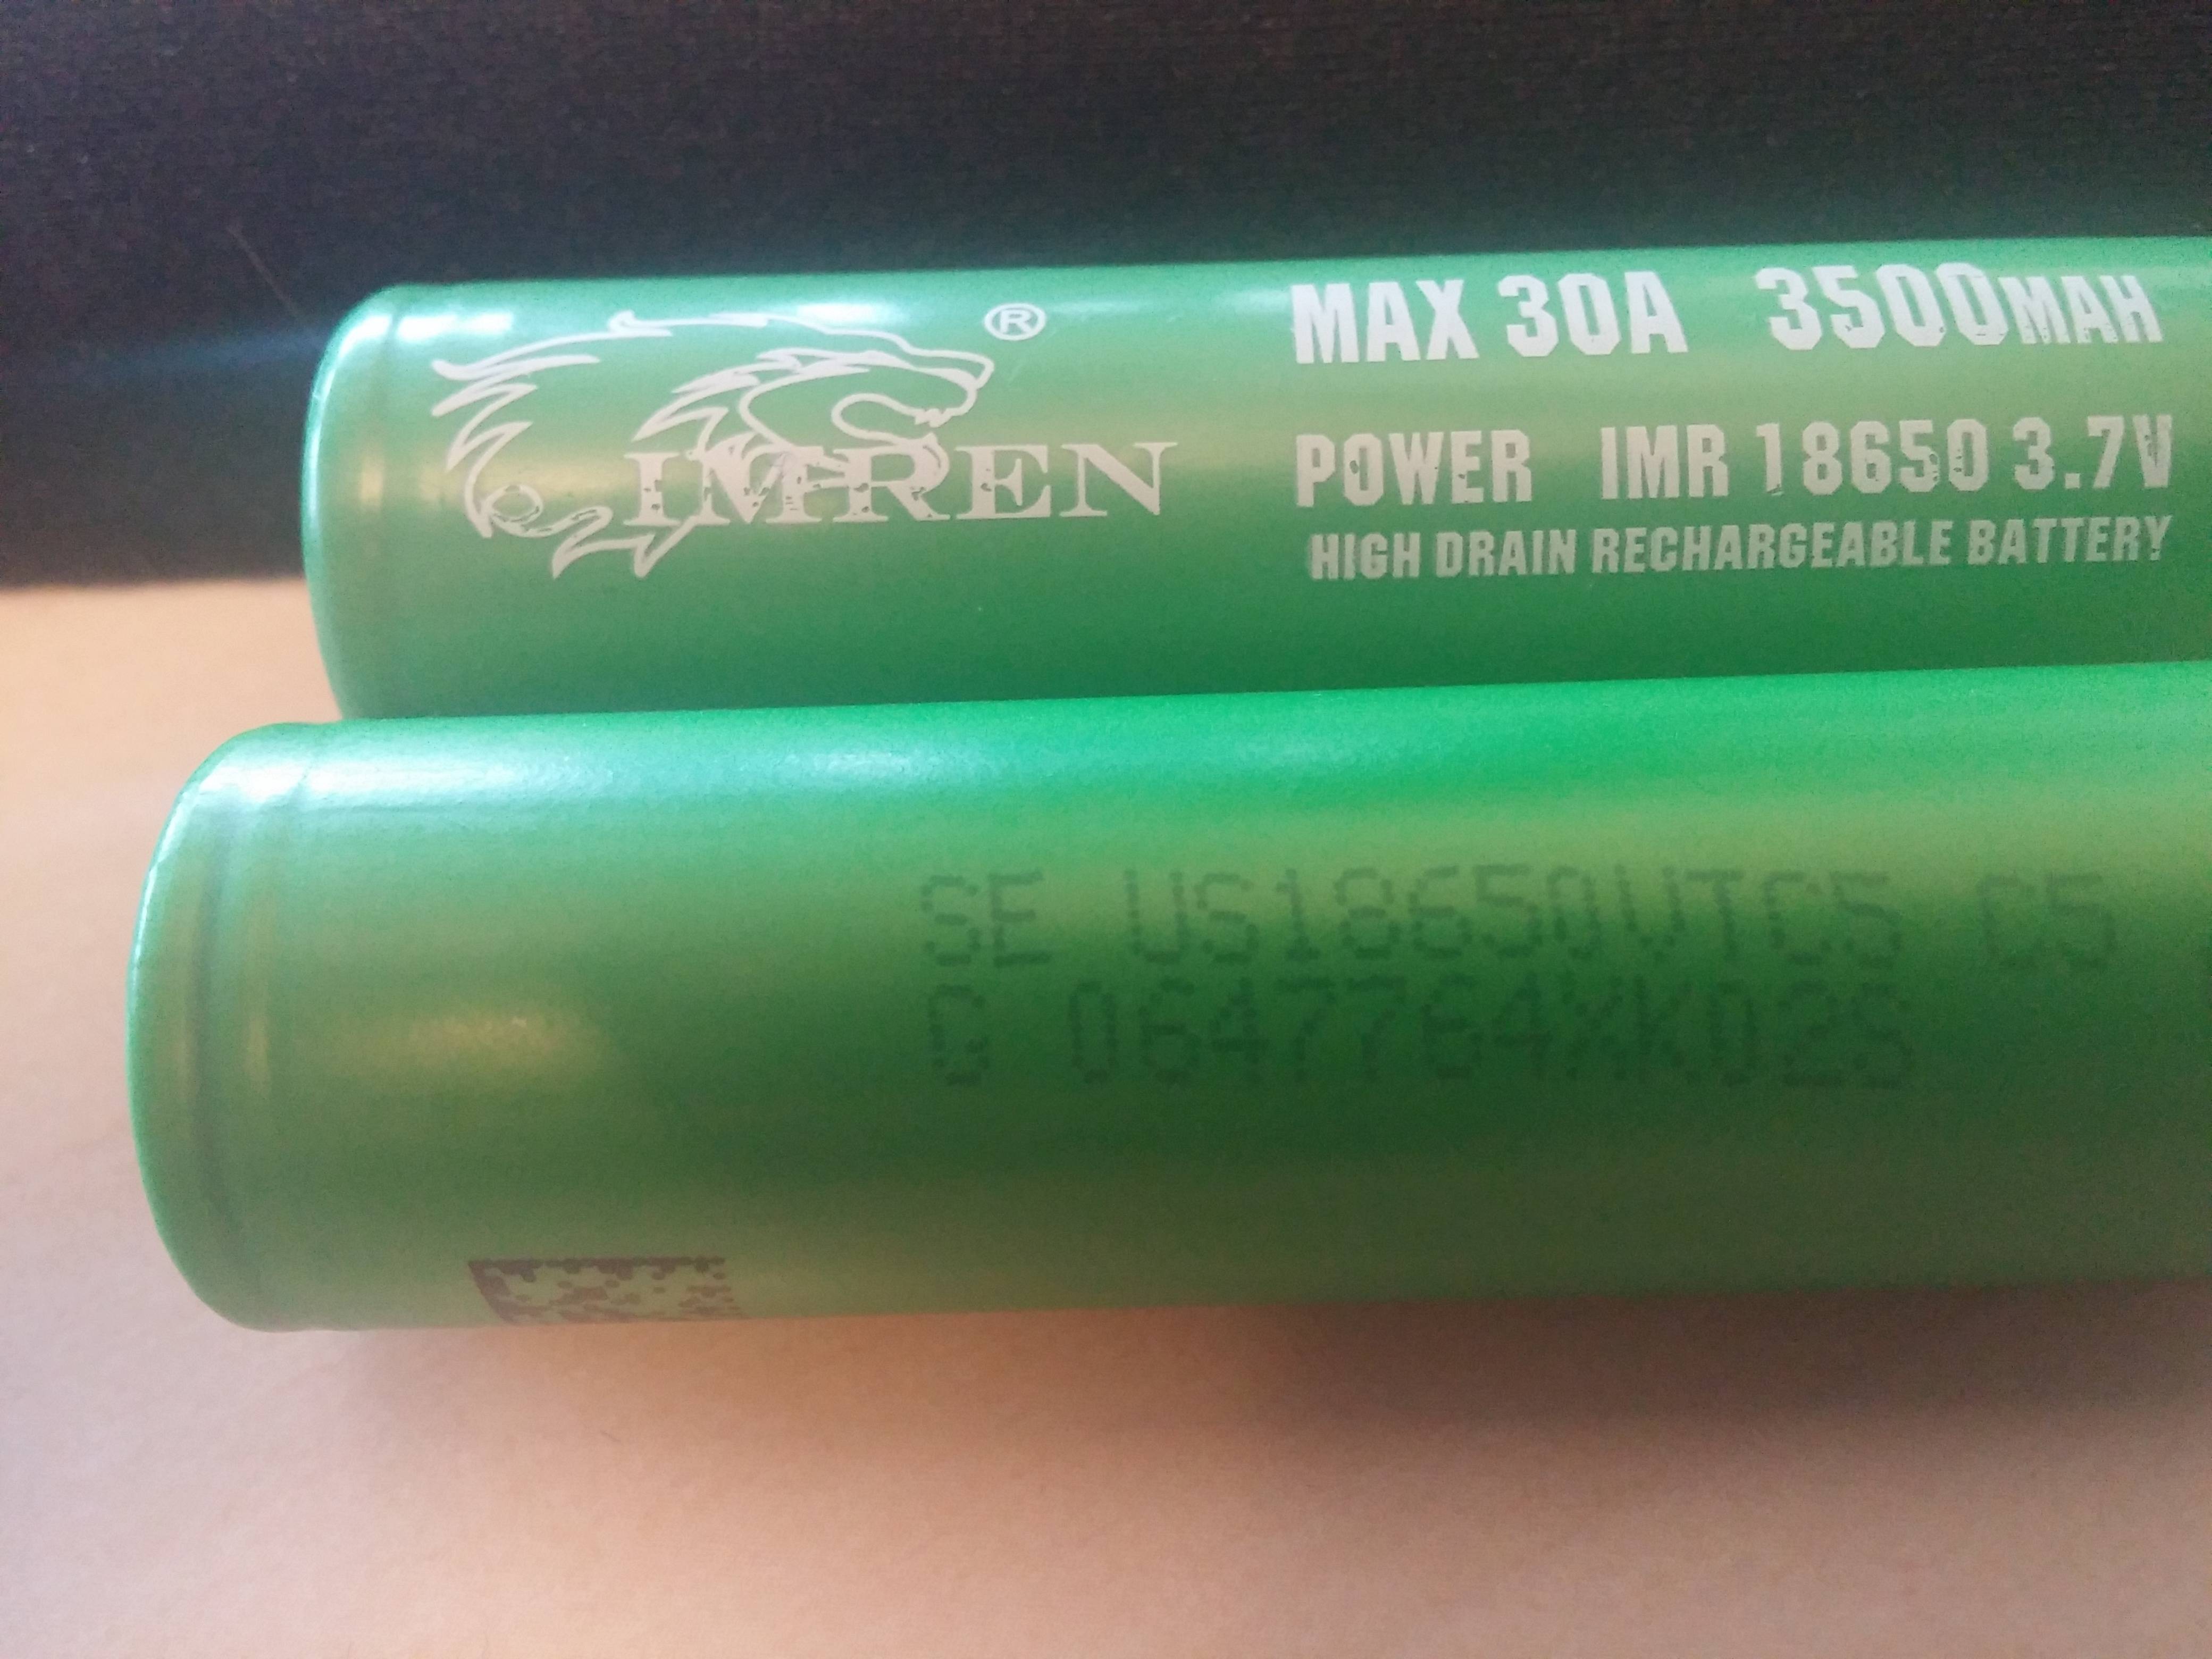 IMREN ®
MAX 30A 3500MAH
POWER IMR 18650 3.7V
HIGH DRAIN RECHARGEABLE BATTERY
SE US18650VTC5 C5
G 0647764XK02S